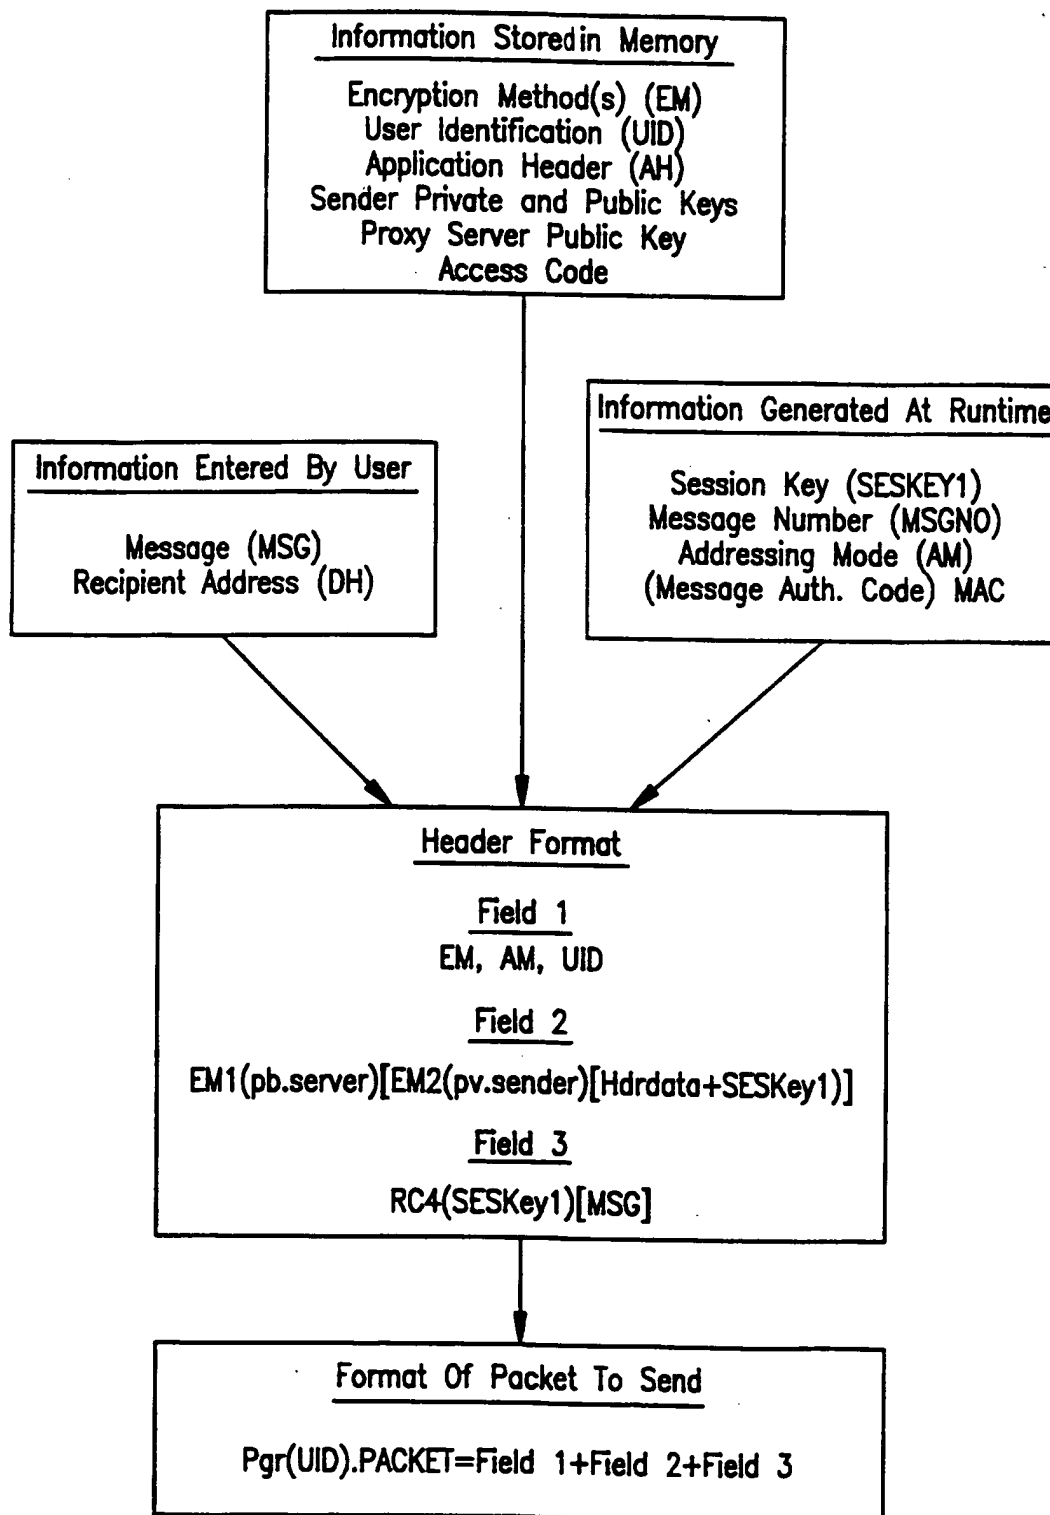 Information Stored in Memory
Encryption Method(s) (EM)
User Identification (UID)
Application Header (AH)
Sender Private and Public Keys
Proxy Server Public Key
Access Code
Information Generated At Runtime
Session Key (SESKEY1)
Message Number (MSGNO)
Addressing Mode (AM)
(Message Auth. Code) MAC
Information Entered By User
Message (MSG)
Recipient Address (DH)
Header Format
Field 1
EM, AM, UID
Field 2
EM1(pb.server)[EM2(pv.sender)[Hdrdata+SESKey1)]
Field 3
RC4(SESKey1)[MSG]
Format Of Packet To Send
Pgr(UID).PACKET=Field 1+Field 2+Field 3